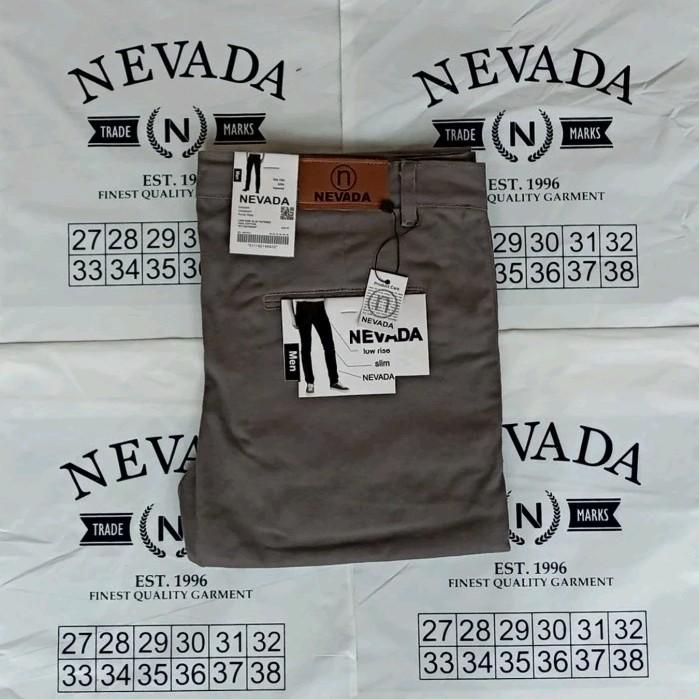 NEVADA
TRADE N MARKS
EST. 19
FINEST QUALITY
27 28 29 3
33 34 35 3
NEVADA
TRADE N MARKS
EST. 1996
FINEST QUALITY GARMENT
29 30 31 32
35 36 37 38
n
NEVADA
NEVADA
Product Care
n
NEVADA
NEVADA
low rise
slim
NEVADA
Men
NEVA
TRADE N
EST. 1996
FINEST QUALITY GARMENT
27 28 29 30 31 32
33 34 35 36 37 38
VADA
N MARKS
EST. 1996
FINEST QUALITY GARMENT
27 28 29 30 31 32
33 34 35 36 37 38